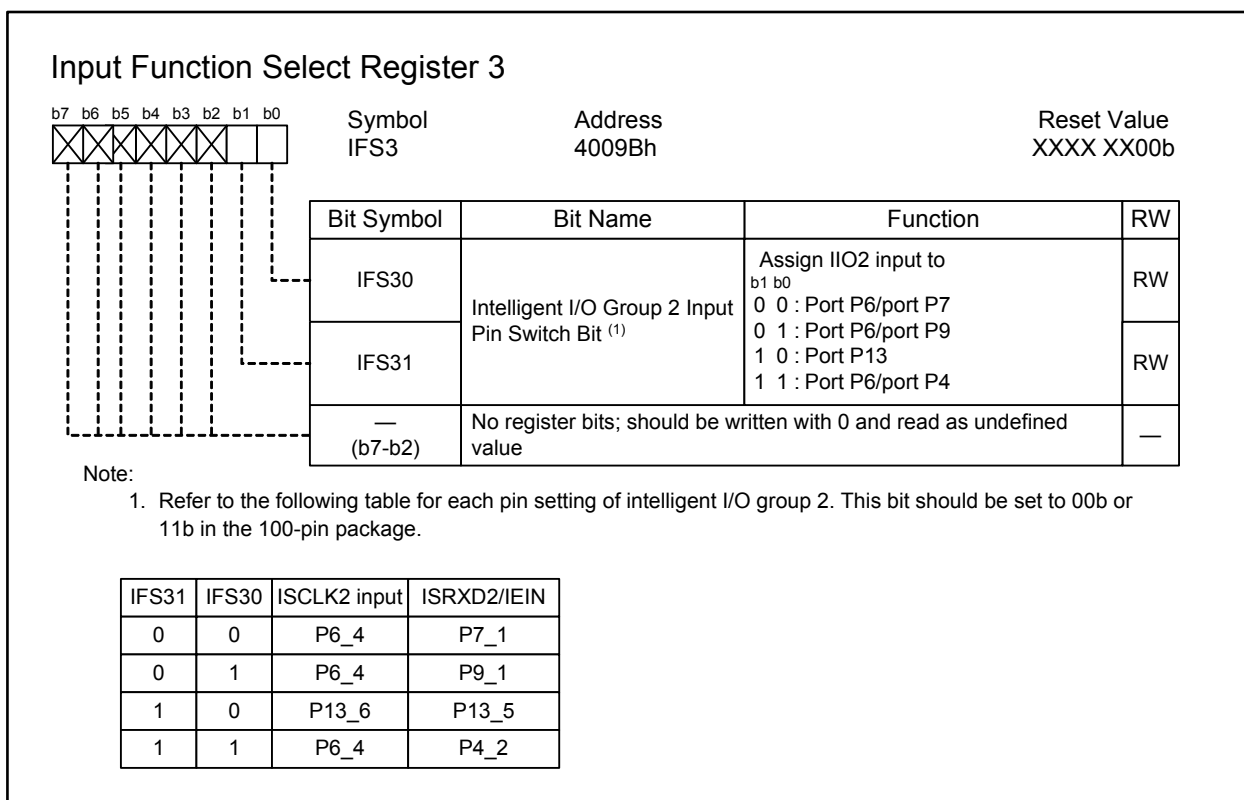 Input Function Select Register 3
b7 b6 b5 b4 b3 b2 b1 b0
Symbol Address Reset Value
IFS3 4009Bh XXXX XX00b
Bit Symbol Bit Name Function RW
IFS30 Intelligent I/O Group 2 Input Pin Switch Bit (1) Assign IIO2 input to RW
b1 b0
0 0 : Port P6/port P7
0 1 : Port P6/port P9
IFS31 1 0 : Port P13 RW
1 1 : Port P6/port P4
— No register bits; should be written with 0 and read as undefined —
(b7-b2) value
Note:
1. Refer to the following table for each pin setting of intelligent I/O group 2. This bit should be set to 00b or
11b in the 100-pin package.
IFS31 IFS30 ISCLK2 input ISRXD2/IEIN
0 0 P6_4 P7_1
0 1 P6_4 P9_1
1 0 P13_6 P13_5
1 1 P6_4 P4_2